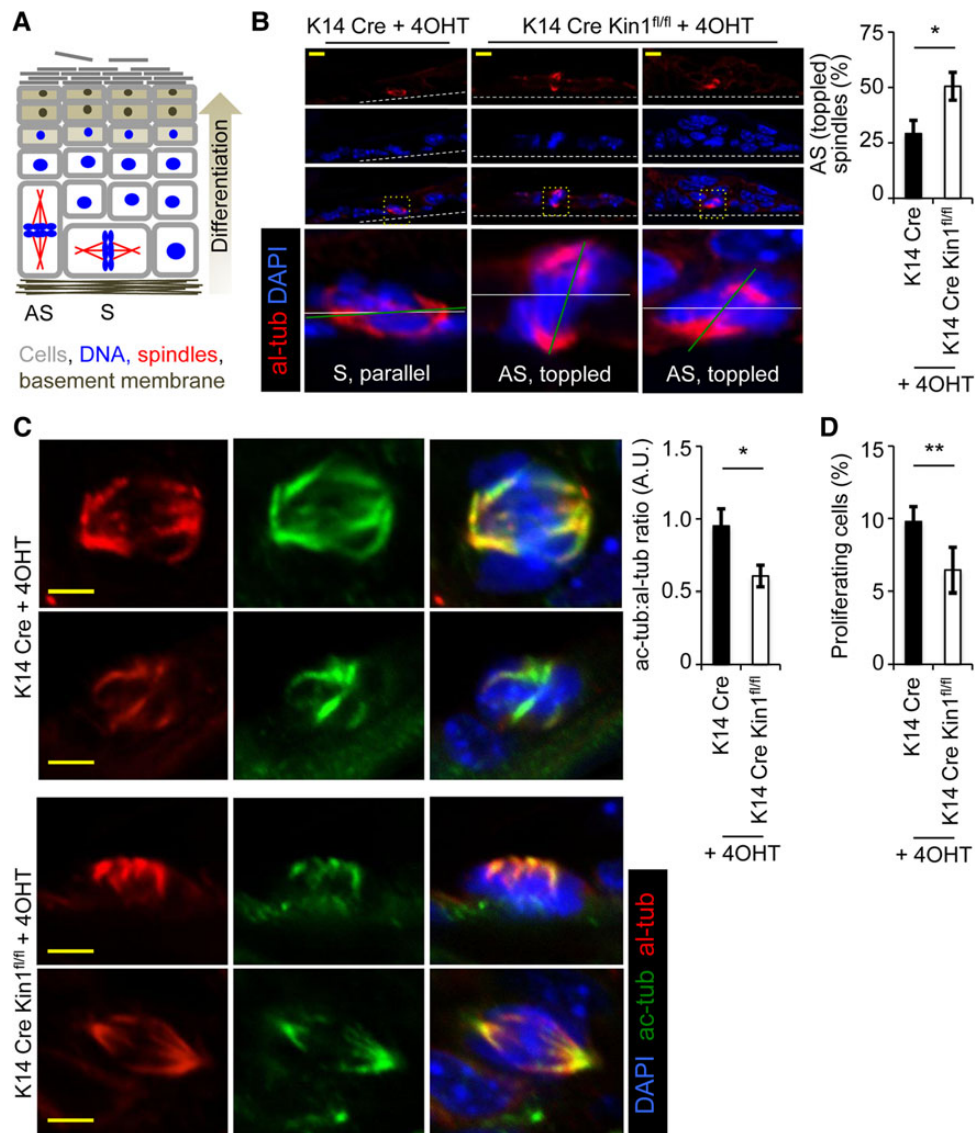 A
Differentiation
AS
S
Cells, DNA, spindles,
basement membrane
B
K14 Cre + 4OHT
K14 Cre Kin1fl/fl + 4OHT
al-tub DAPI
S, parallel
AS, toppled
AS, toppled
AS (toppled)
spindles (%)
75
50
25
0
*
K14 Cre
K14 Cre Kin1fl/fl
+ 4OHT
C
K14 Cre + 4OHT
K14 Cre Kin1fl/fl + 4OHT
DAPI ac-tub al-tub
ac-tub:al-tub ratio (A.U.)
1.5
1.0
0.5
0
*
K14 Cre
K14 Cre Kin1fl/fl
+ 4OHT
D
Proliferating cells (%)
15
10
5
0
**
K14 Cre
K14 Cre Kin1fl/fl
+ 4OHT